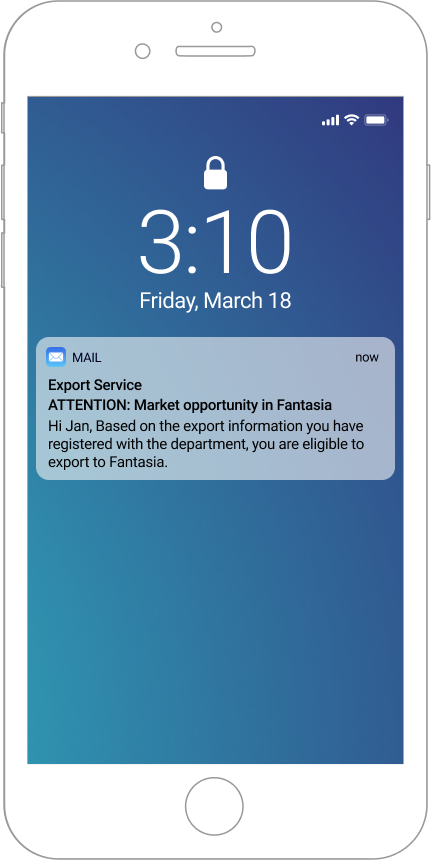 3:10
Friday, March 18
MAIL
now
Export Service
ATTENTION: Market opportunity in Fantasia
Hi Jan, Based on the export information you have
registered with the department, you are eligible to
export to Fantasia.